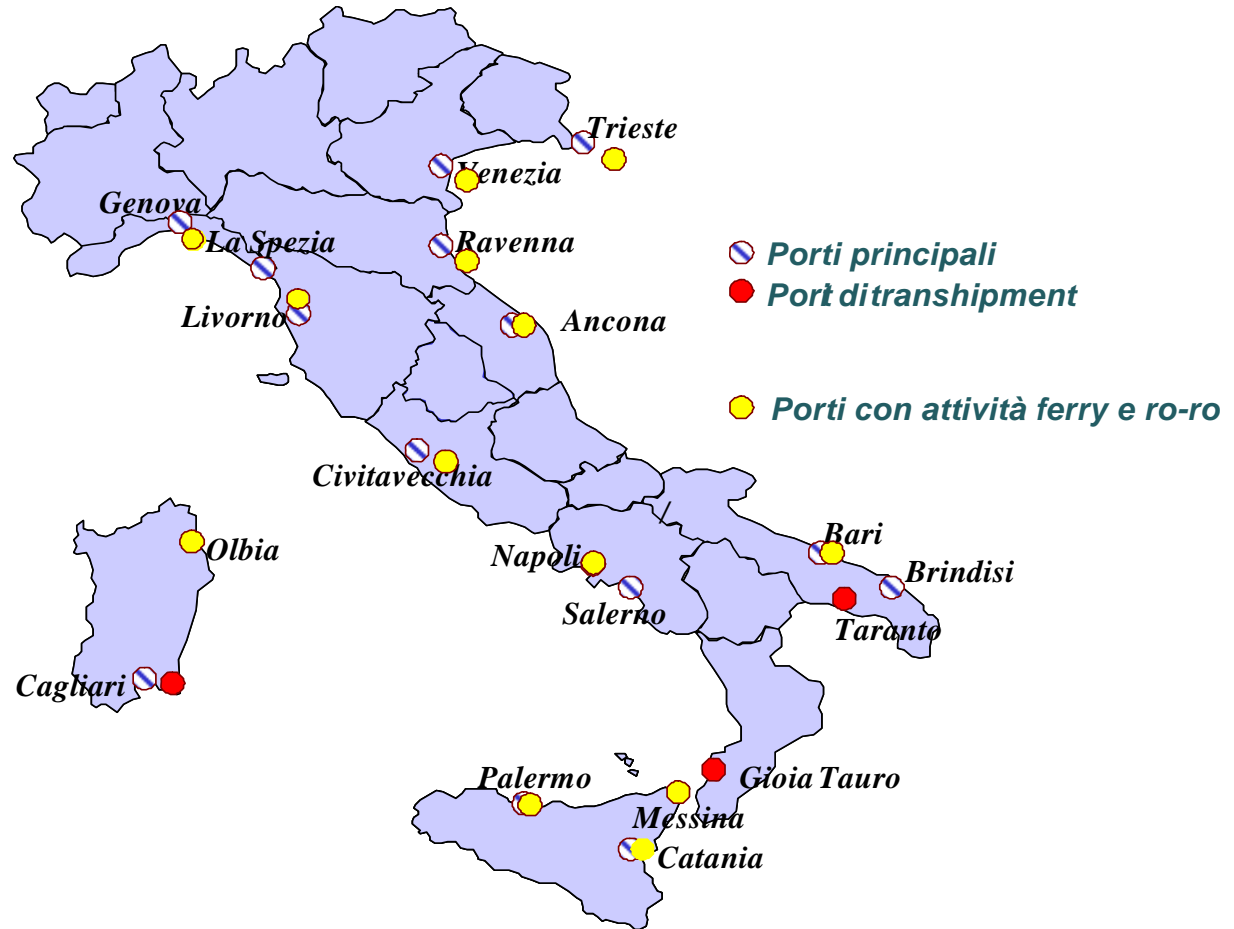 Trieste
Venezia
Genova
La Spezia
Ravenna
Porti principali
Livorno
Ancona
Port di transhipment
Porti con attività ferry e ro-ro
Civitavecchia
Olbia
Napoli
Bari
Brindisi
Salerno
Taranto
Cagliari
Palermo
Gioia Tauro
Messina
Catania